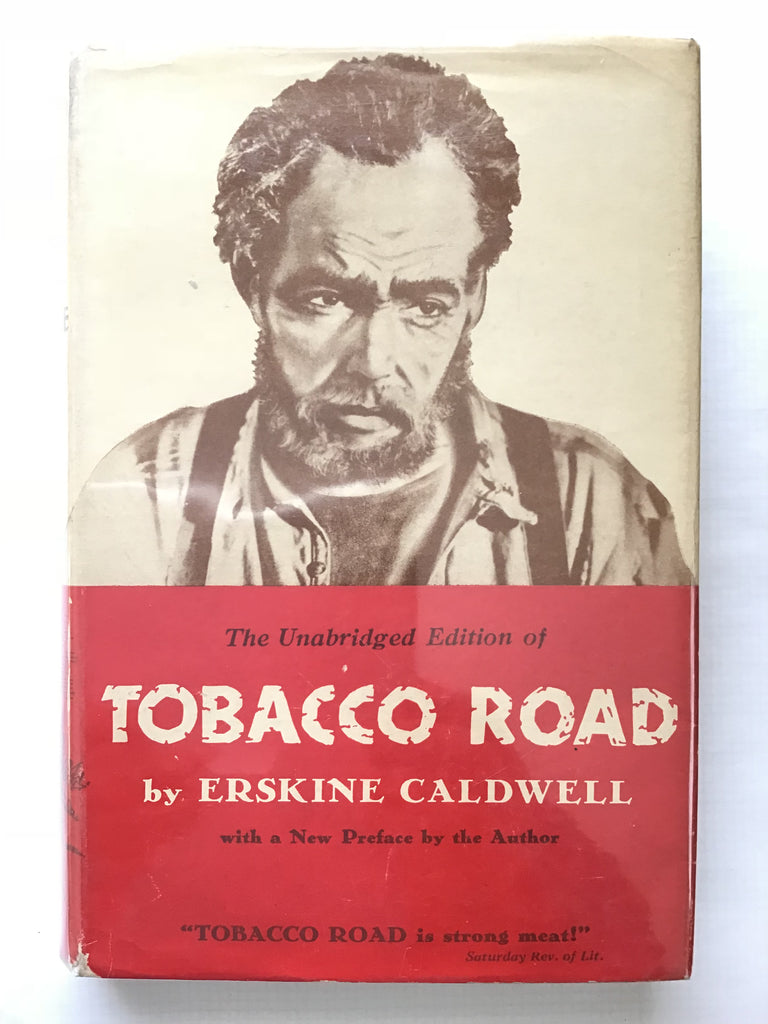 The Unabridged Edition of
TOBACCO ROAD
by ERSKINE CALDWELL
with a New Preface by the Author
“TOBACCO ROAD is strong meat!”
Saturday Rev. of Lit.